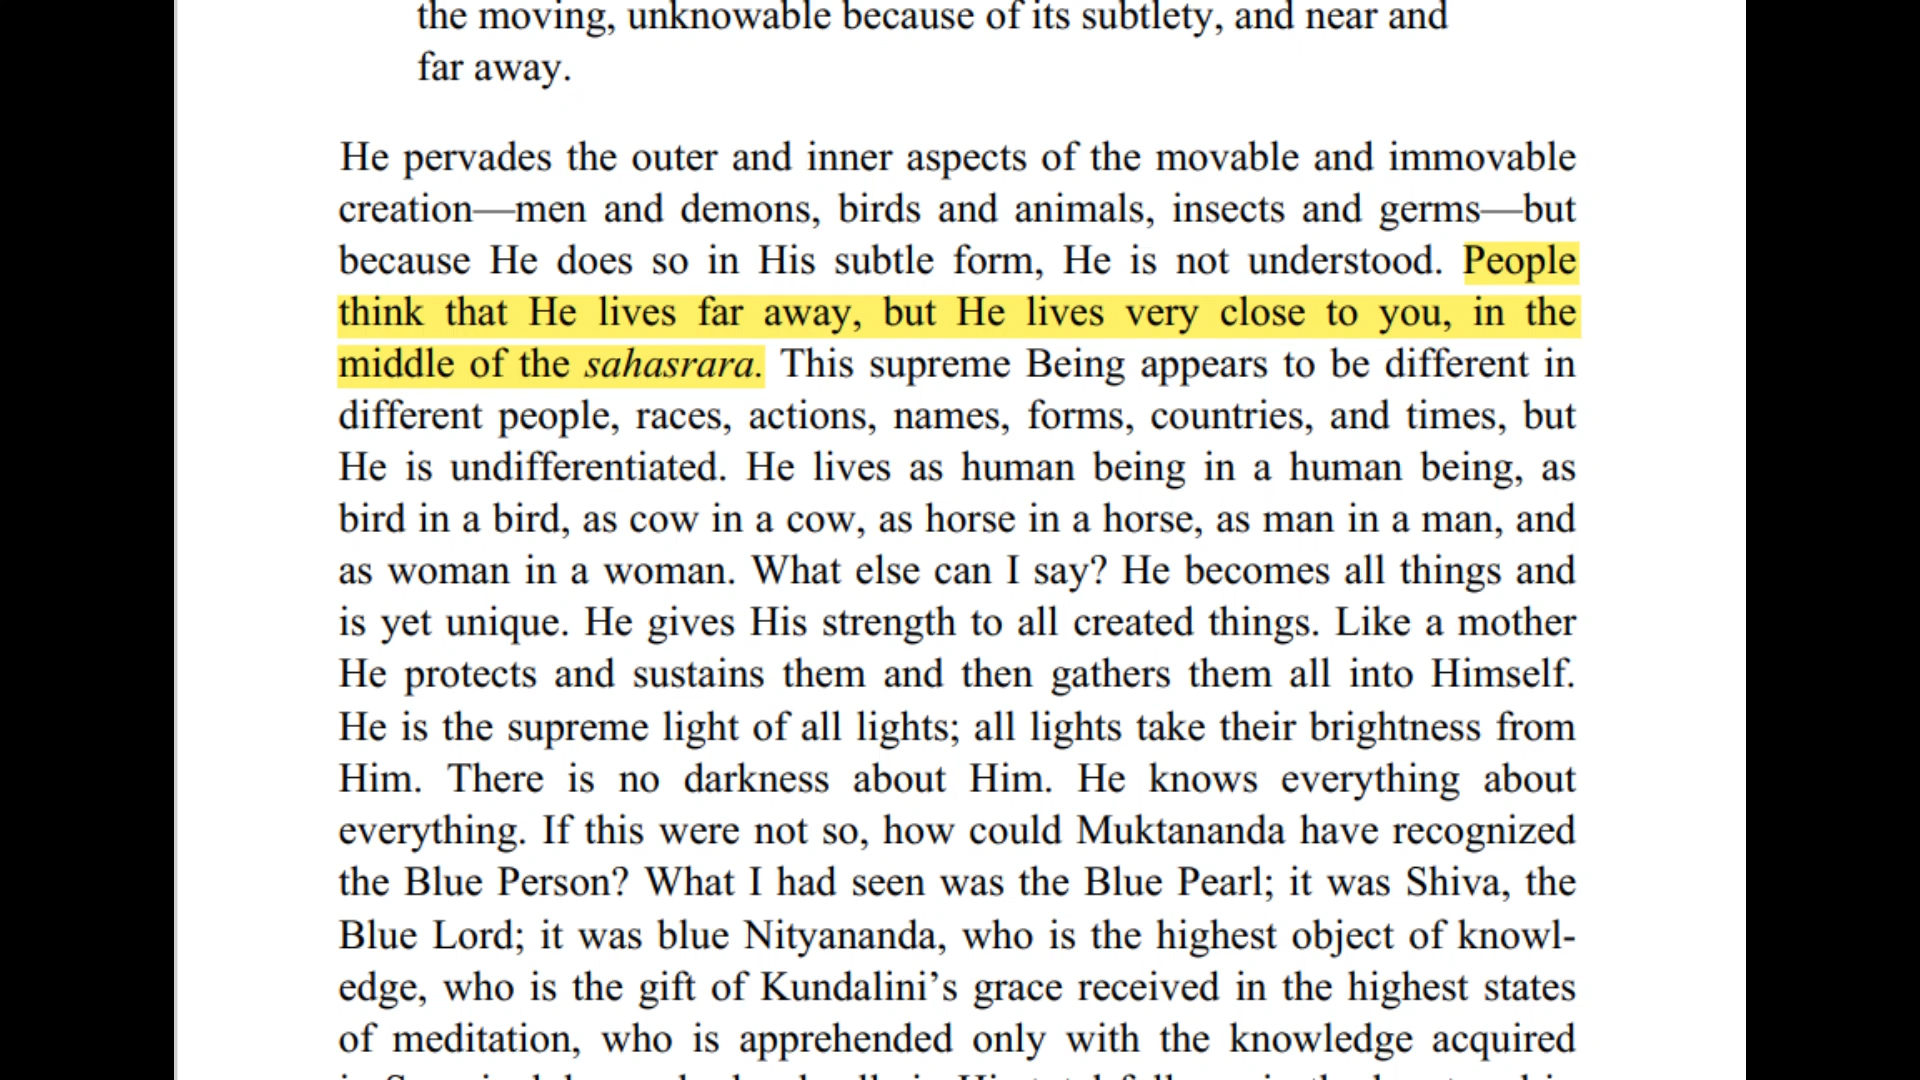 the moving, unknowable because of its subtlety, and near and
far away.
He pervades the outer and inner aspects of the movable and immovable
creation—men and demons, birds and animals, insects and germs—but
because He does so in His subtle form, He is not understood. People
think that He lives far away, but He lives very close to you, in the
middle of the sahasrara. This supreme Being appears to be different in
different people, races, actions, names, forms, countries, and times, but
He is undifferentiated. He lives as human being in a human being, as
bird in a bird, as cow in a cow, as horse in a horse, as man in a man, and
as woman in a woman. What else can I say? He becomes all things and
is yet unique. He gives His strength to all created things. Like a mother
He protects and sustains them and then gathers them all into Himself.
He is the supreme light of all lights; all lights take their brightness from
Him. There is no darkness about Him. He knows everything about
everything. If this were not so, how could Muktananda have recognized
the Blue Person? What I had seen was the Blue Pearl; it was Shiva, the
Blue Lord; it was blue Nityananda, who is the highest object of knowl-
edge, who is the gift of Kundalini’s grace received in the highest states
of meditation, who is apprehended only with the knowledge acquired